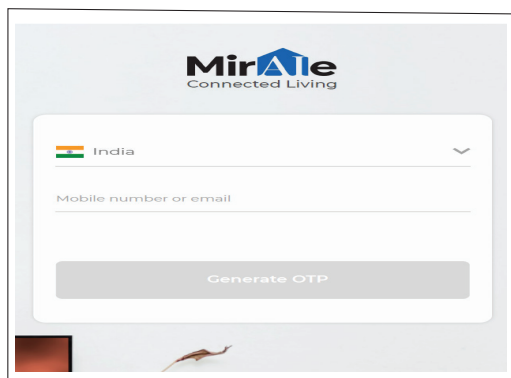 MirAIe
Connected Living
India
Mobile number or email
Generate OTP